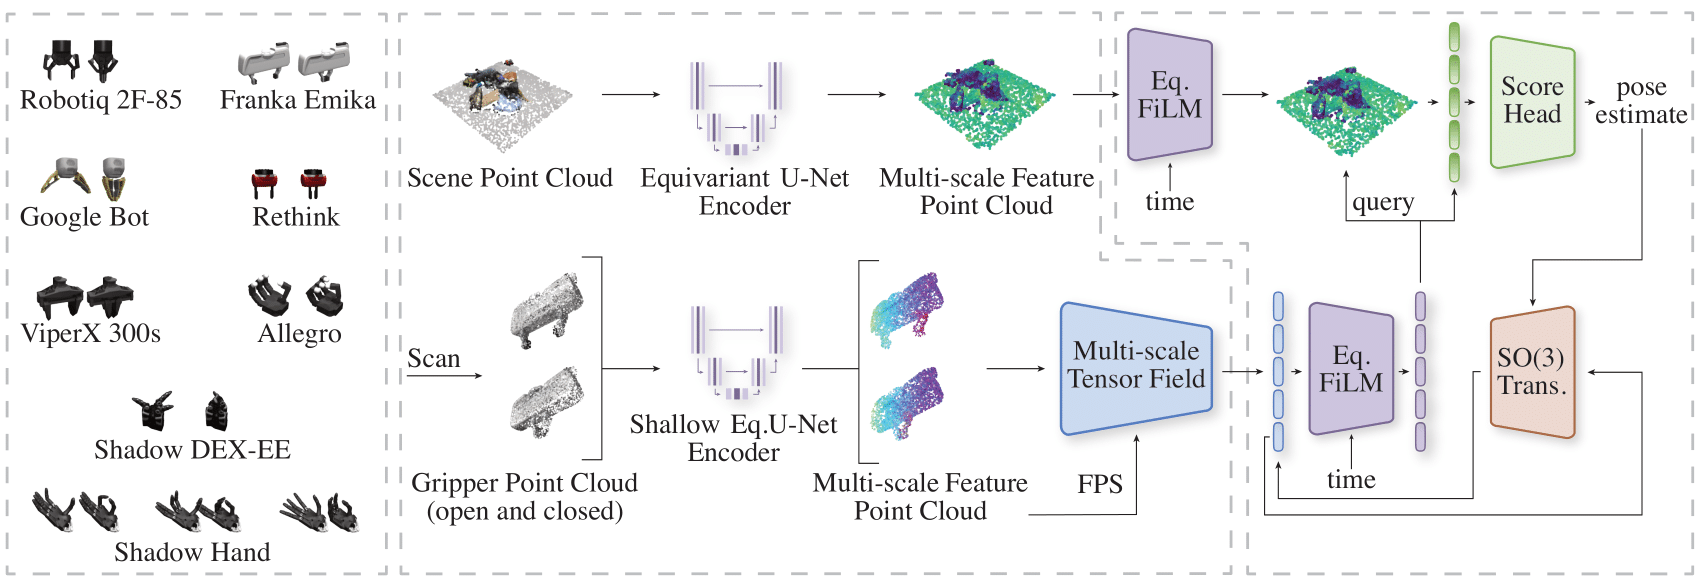 Robotiq 2F-85
Franka Emika
Google Bot
Rethink
ViperX 300s
Allegro
Shadow DEX-EE
Shadow Hand
Scene Point Cloud
Equivariant U-Net
Encoder
Multi-scale Feature
Point Cloud
Scan
Gripper Point Cloud
(open and closed)
Shallow Eq.U-Net
Encoder
Multi-scale Feature
Point Cloud
FPS
Multi-scale
Tensor Field
Eq.
FiLM
time
query
Score
Head
pose
estimate
Eq.
FiLM
time
SO(3)
Trans.